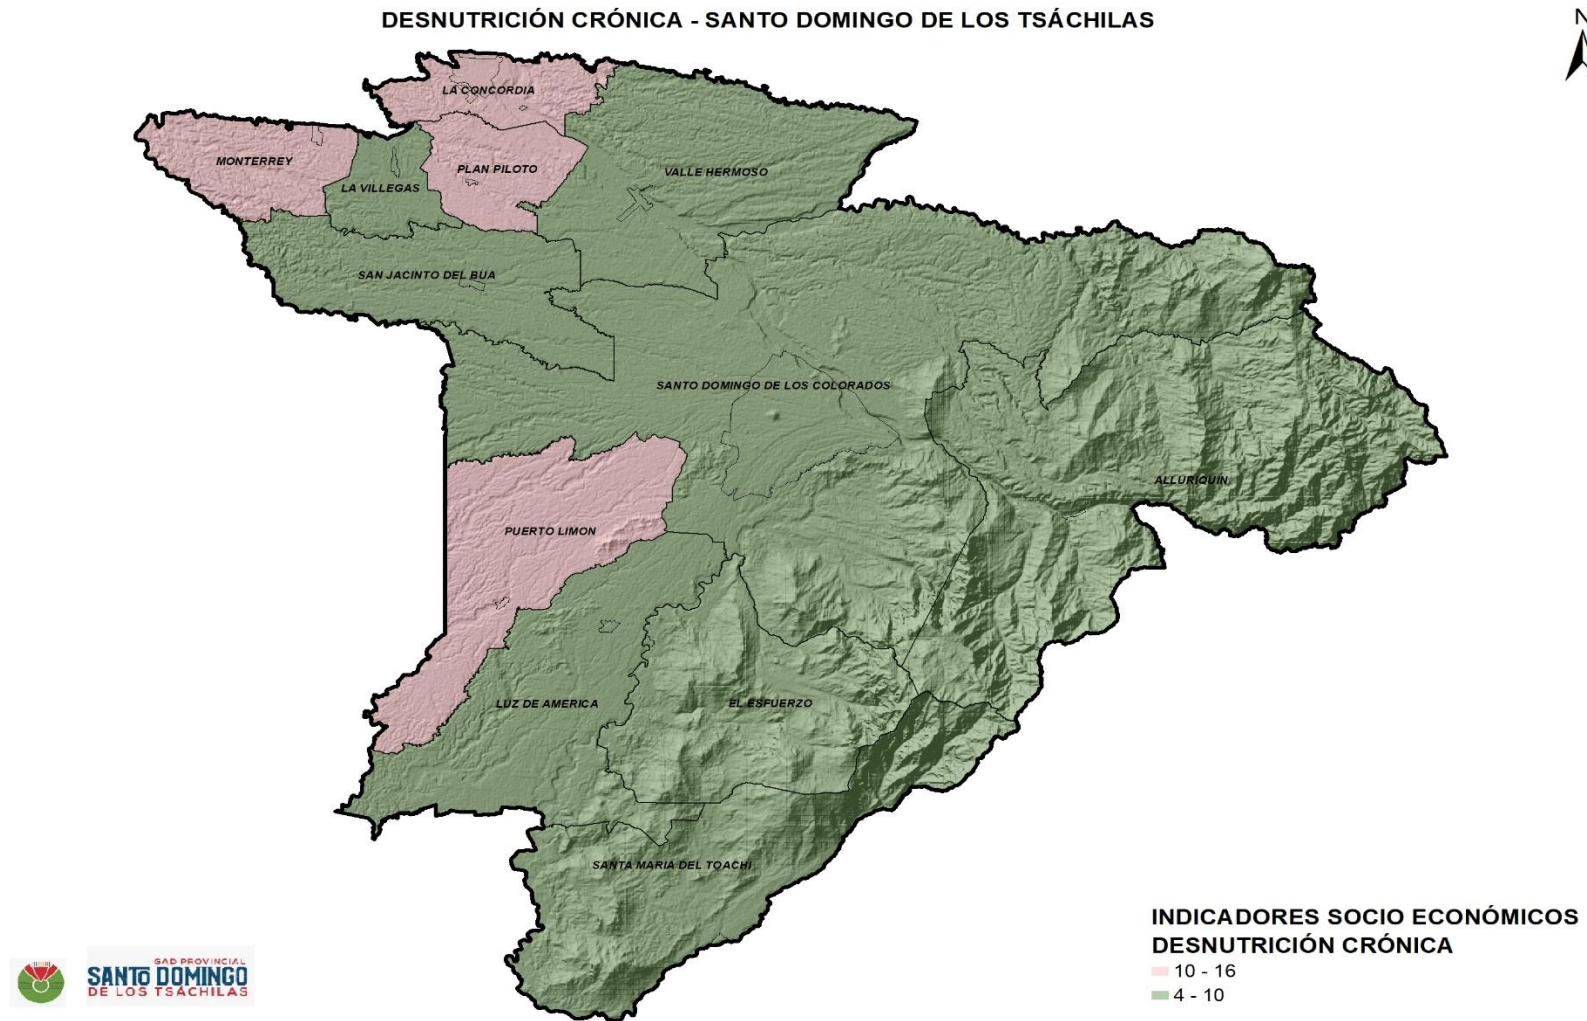 DESNUTRICIÓN CRÓNICA - SANTO DOMINGO DE LOS TSÁCHILAS
N
LA CONCORDIA
MONTERREY
PLAN PILOTO
VALLE HERMOSO
LA VILLEGAS
SAN JACINTO DEL BUA
SANTO DOMINGO DE LOS COLORADOS
ALLURIQUIN
PUERTO LIMON
LUZ DE AMERICA
EL ESFUERZO
SANTA MARIA DEL TOACHI
INDICADORES SOCIO ECONÓMICOS
DESNUTRICIÓN CRÓNICA
10 - 16
4 - 10
GAD PROVINCIAL
SANTO DOMINGO
DE LOS TSÁCHILAS